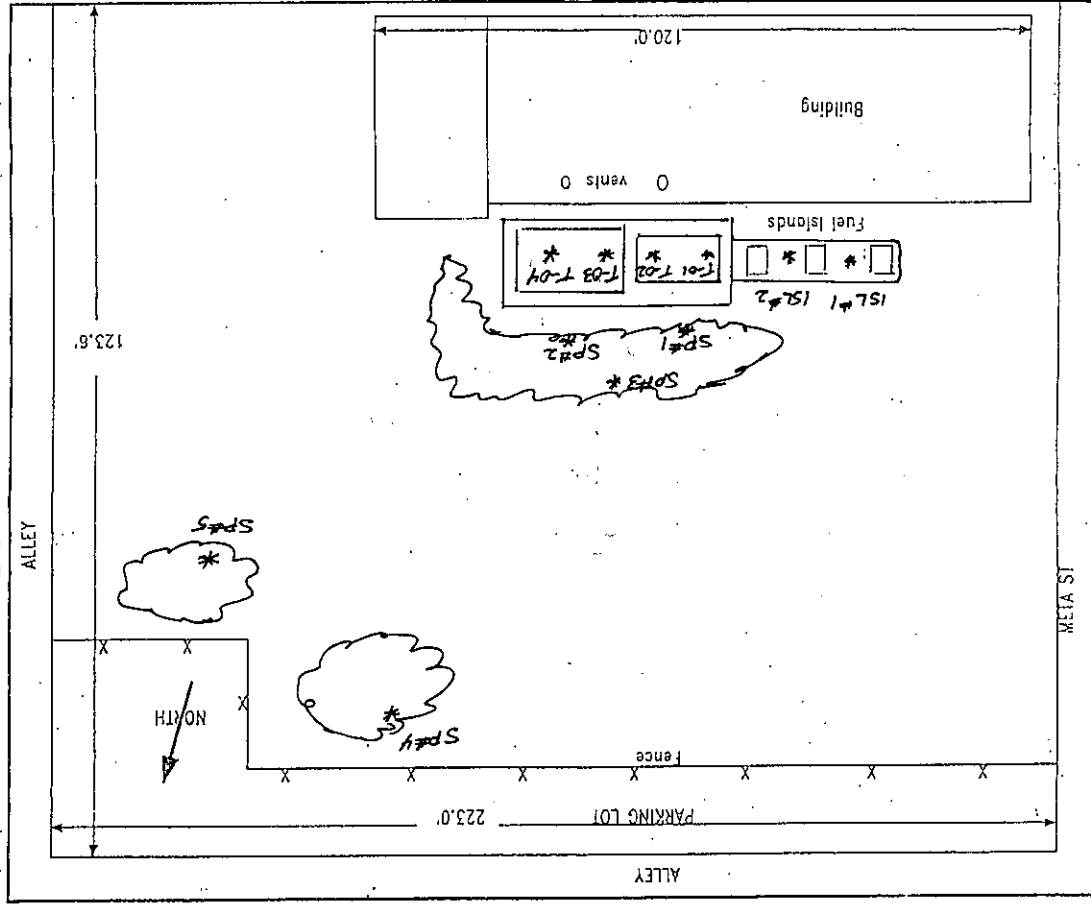 ALLEY
PARKING LOT 223.0'
Fence
SP#4
NORTH
META ST
SP#5
ALLEY
SP#3
SP#1
SP#2
123.6'
ISL#1
ISL#2
T-01
T-02
T-03
T-04
Fuel Islands
vents
Building
120.0'